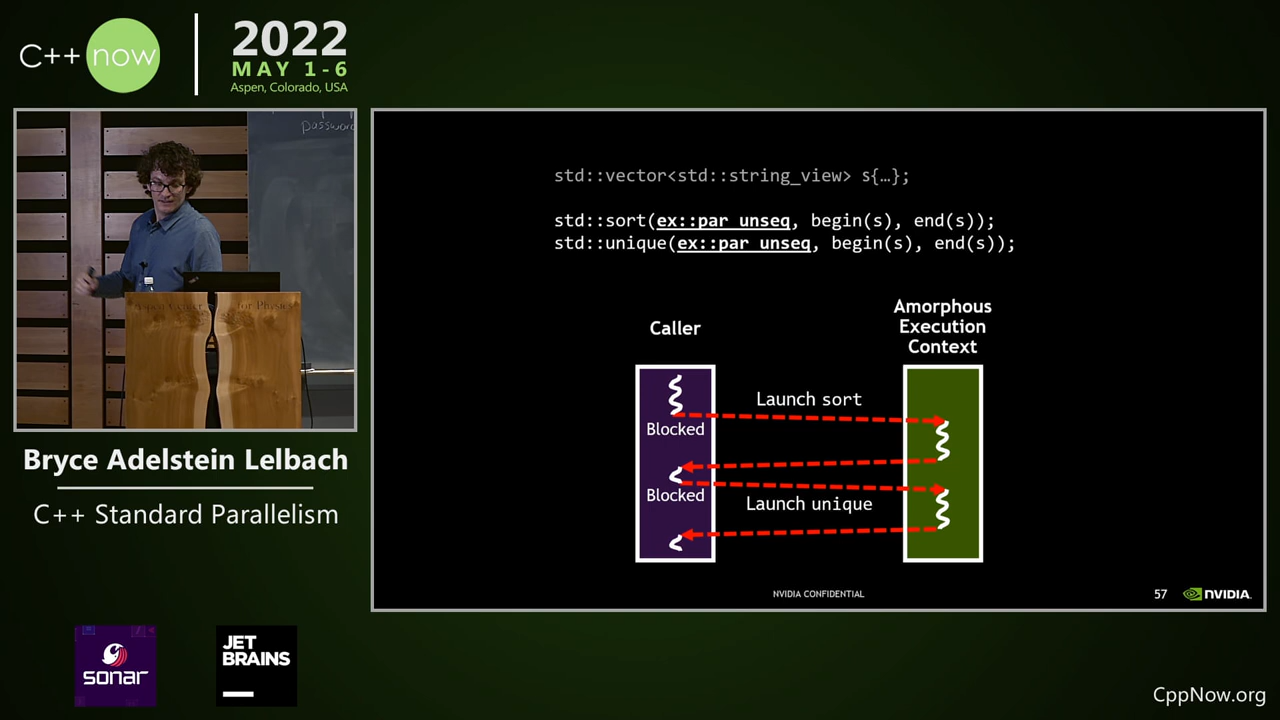 C++ now
2022
MAY 1-6
Aspen, Colorado, USA
password
std::vector<std::string_view> s{…};
std::sort(ex::par_unseq, begin(s), end(s));
std::unique(ex::par_unseq, begin(s), end(s));
Caller
Amorphous
Execution
Context
Launch sort
Blocked
Blocked
Launch unique
NVIDIA CONFIDENTIAL
57
NVIDIA.
Bryce Adelstein Lelbach
C++ Standard Parallelism
sonar
JET
BRAINS
CppNow.org